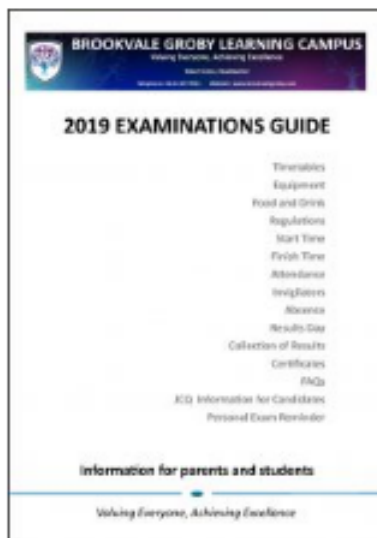 BROOKVALE GROBY LEARNING CAMPUS
Valuing Everyone, Achieving Excellence
2019 EXAMINATIONS GUIDE
Timetables
Equipment
Food and Drink
Regulations
Start Time
Finish Time
Attendance
Invigilators
Absence
Results Day
Collection of Results
Certificates
FAQs
JCQ Information for Candidates
Personal Exam Reminder
Information for parents and students
Valuing Everyone, Achieving Excellence